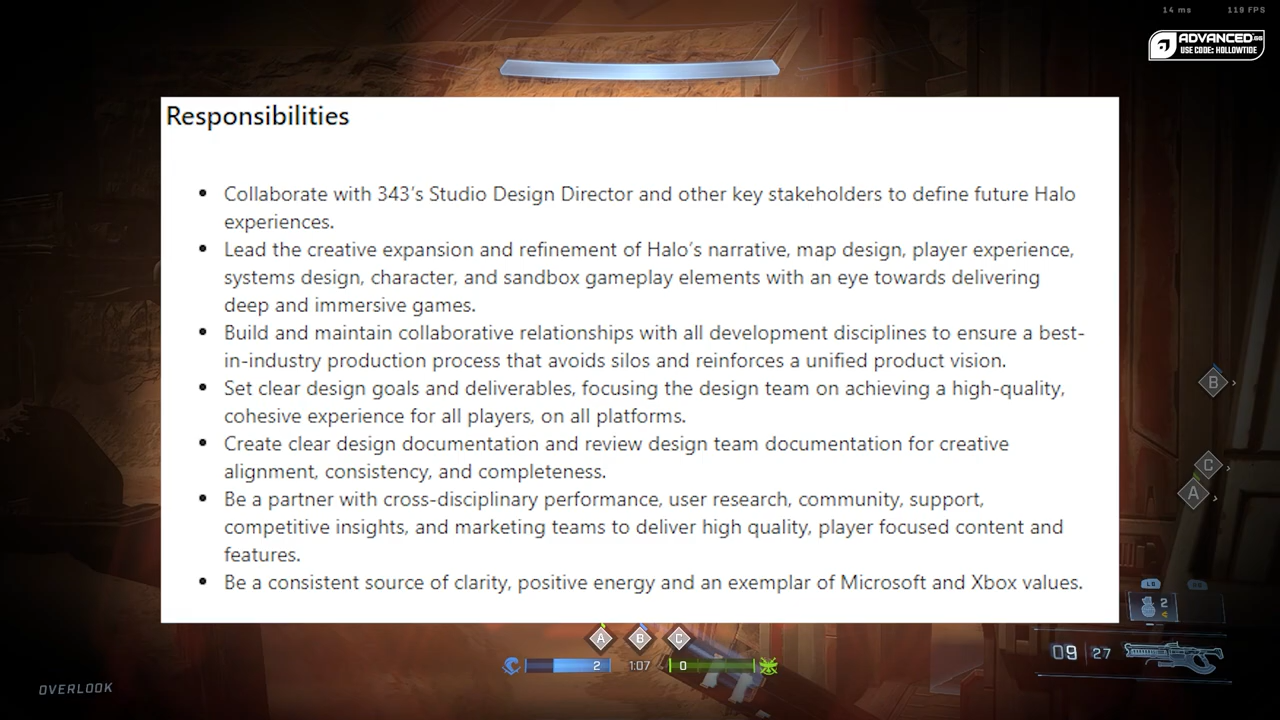 14 ms 119 FPS
ADVANCED.GG
USE CODE: HOLLOWTIDE
Responsibilities
• Collaborate with 343's Studio Design Director and other key stakeholders to define future Halo
experiences.
• Lead the creative expansion and refinement of Halo's narrative, map design, player experience,
systems design, character, and sandbox gameplay elements with an eye towards delivering
deep and immersive games.
• Build and maintain collaborative relationships with all development disciplines to ensure a best-
in-industry production process that avoids silos and reinforces a unified product vision.
• Set clear design goals and deliverables, focusing the design team on achieving a high-quality,
cohesive experience for all players, on all platforms.
• Create clear design documentation and review design team documentation for creative
alignment, consistency, and completeness.
• Be a partner with cross-disciplinary performance, user research, community, support,
competitive insights, and marketing teams to deliver high quality, player focused content and
features.
• Be a consistent source of clarity, positive energy and an exemplar of Microsoft and Xbox values.
B
C
A
LB
2
A B C
2 1:07 0
09 27
OVERLOOK